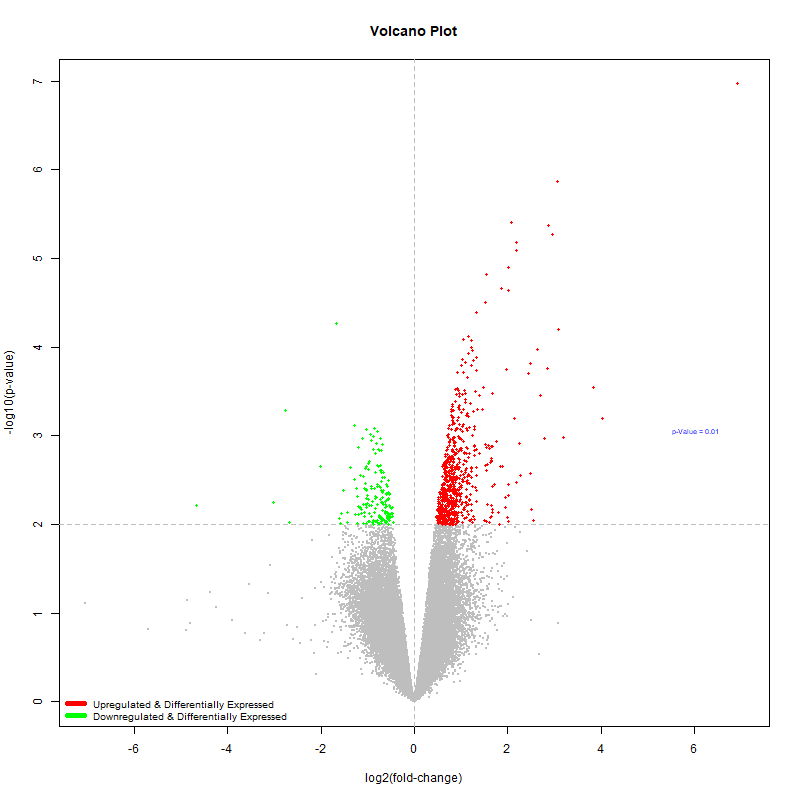 Volcano Plot
7
6
5
4
3
2
1
0
-log10(p-value)
p-Value = 0.01
Upregulated & Differentially Expressed
Downregulated & Differentially Expressed
-6 -4 -2 0 2 4 6
log2(fold-change)